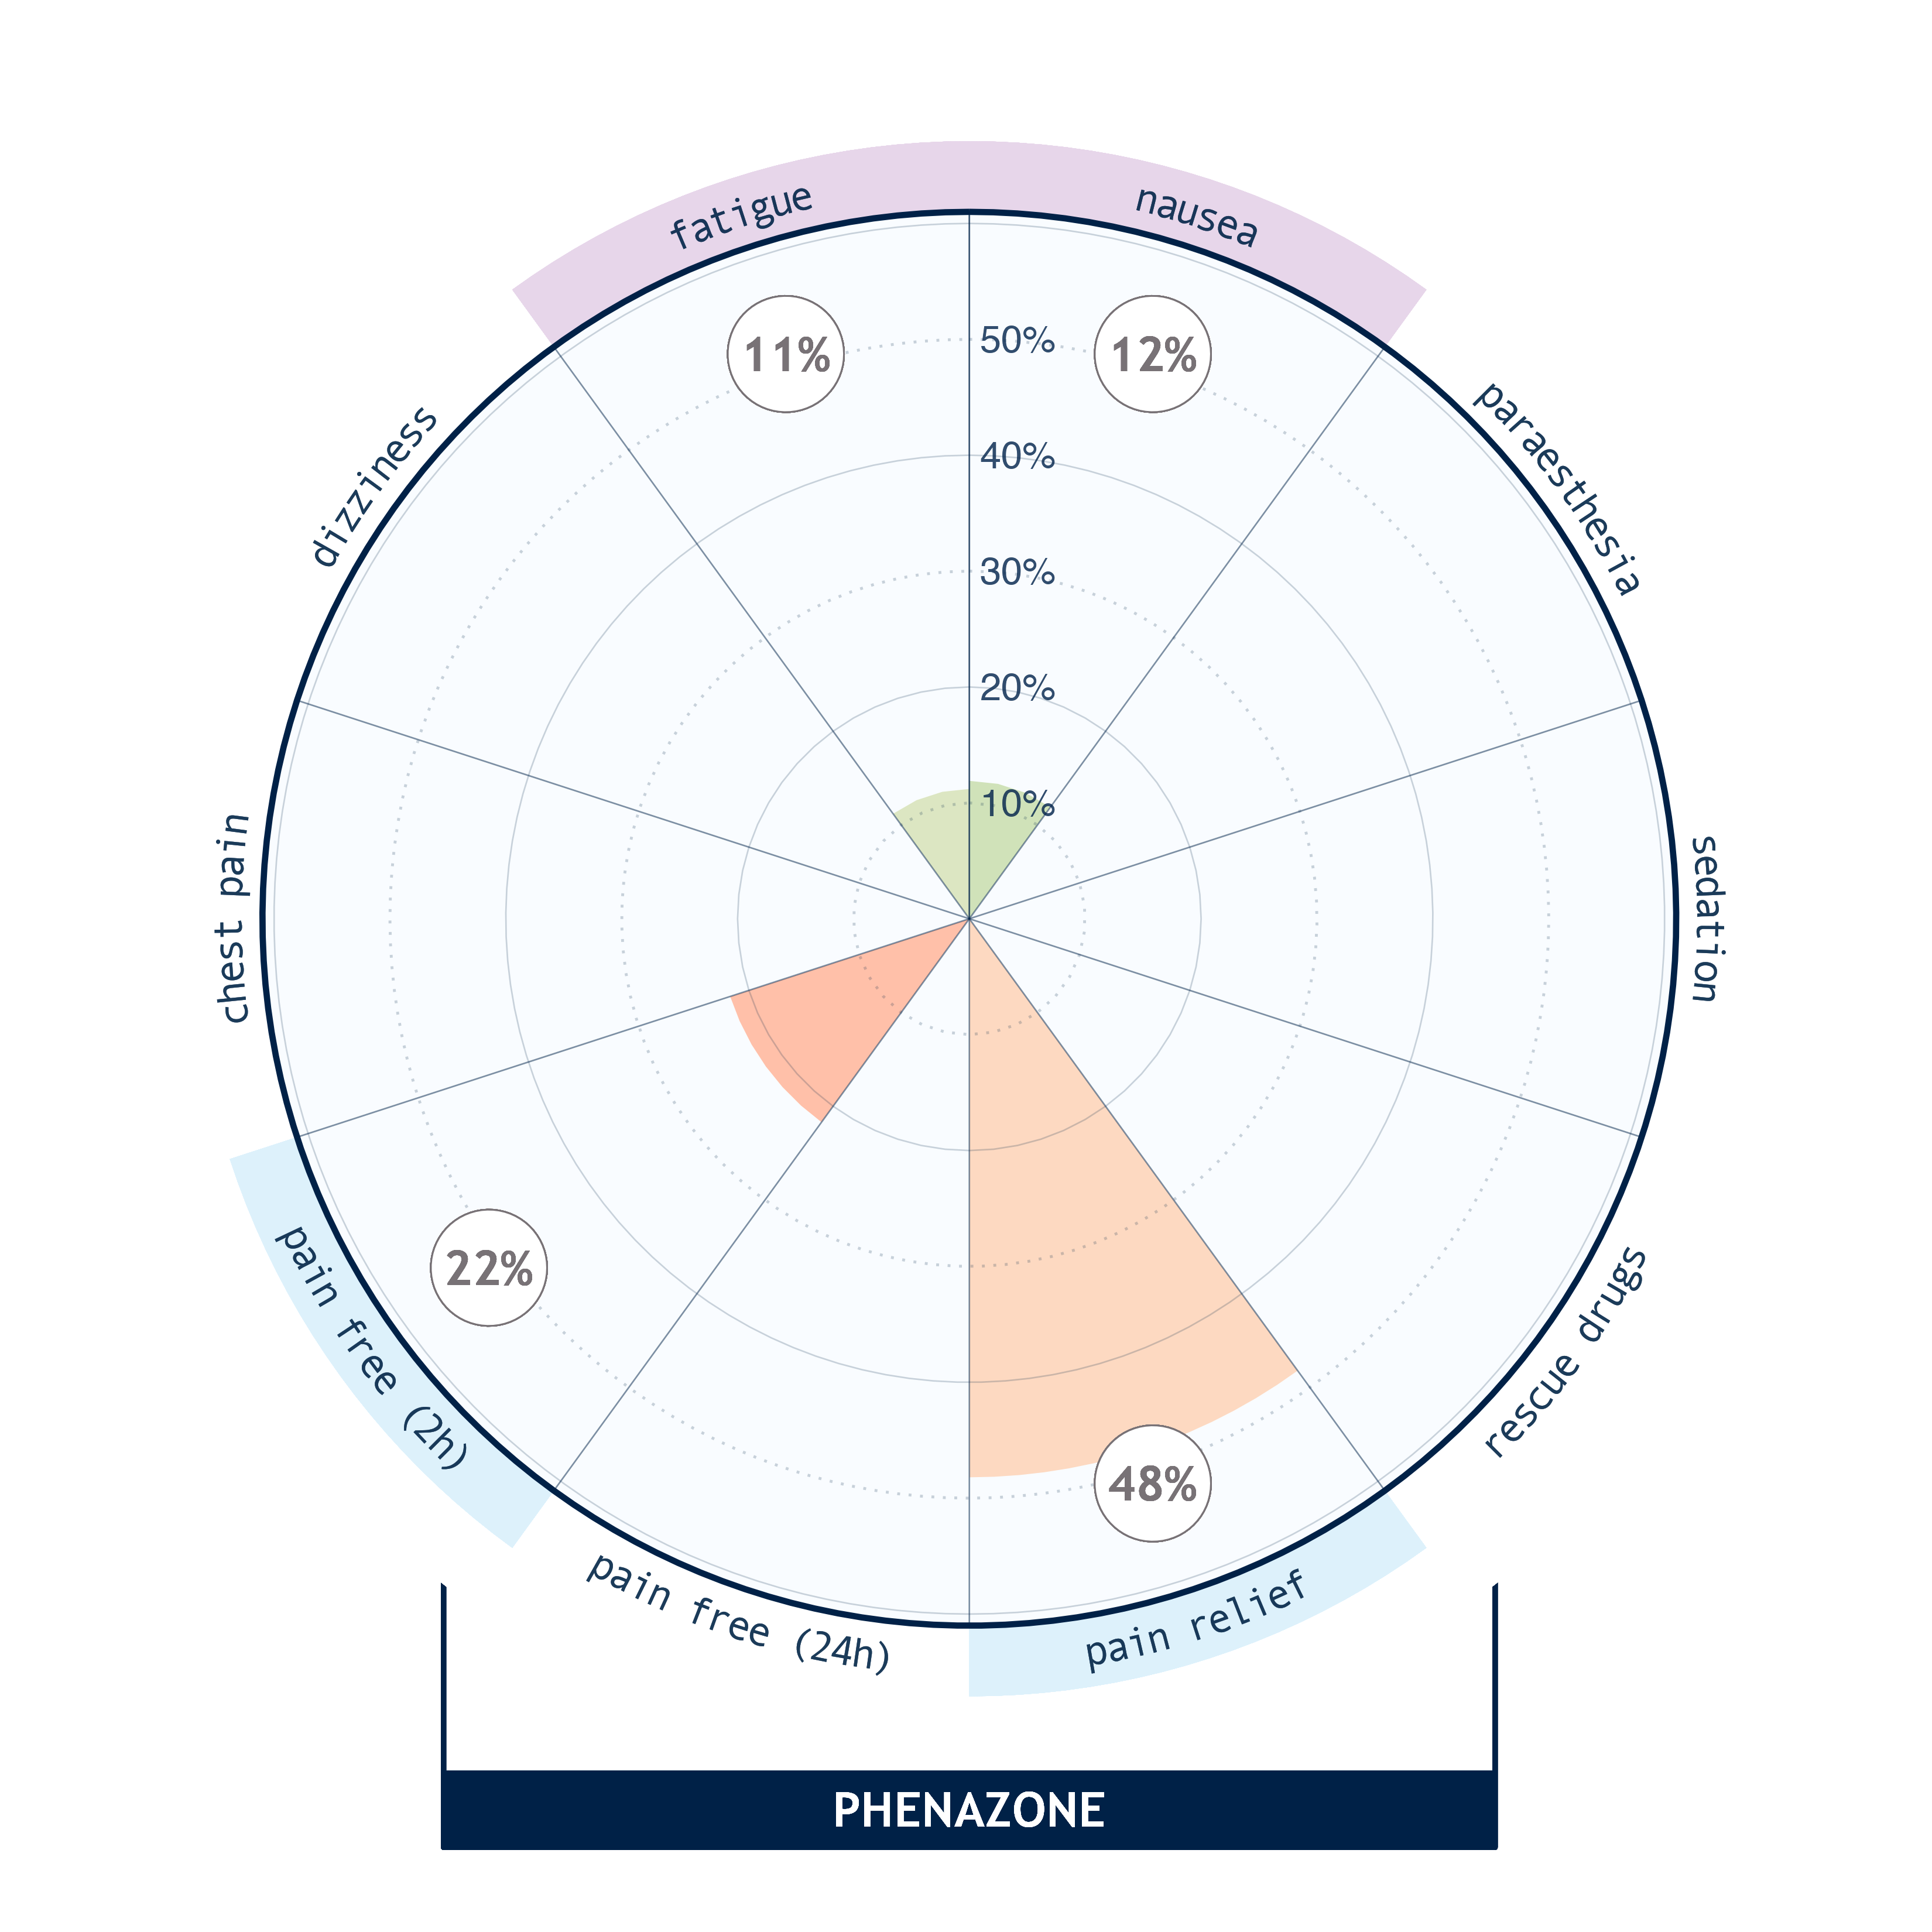 fatigue
nausea
11%
12%
50%
dizziness
paraesthesia
40%
30%
20%
10%
chest pain
sedation
22%
pain free (2h)
rescue drugs
48%
pain free (24h)
pain relief
PHENAZONE